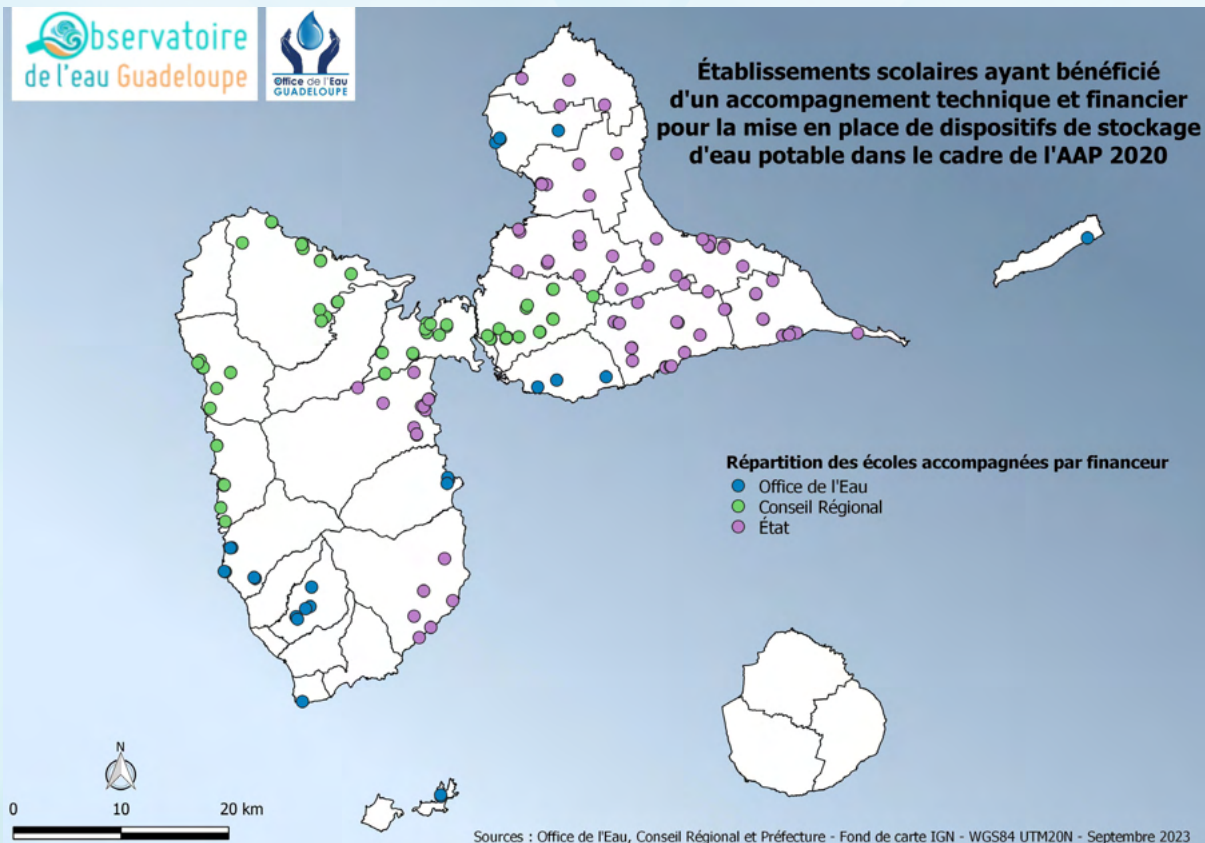 Observatoire
de l'eau Guadeloupe
Office de l'Eau
GUADELOUPE
Établissements scolaires ayant bénéficié
d'un accompagnement technique et financier
pour la mise en place de dispositifs de stockage
d'eau potable dans le cadre de l'AAP 2020
Répartition des écoles accompagnées par financeur
Office de l'Eau
Conseil Régional
État
N
0 10 20 km
Sources : Office de l'Eau, Conseil Régional et Préfecture - Fond de carte IGN - WGS84 UTM20N - Septembre 2023